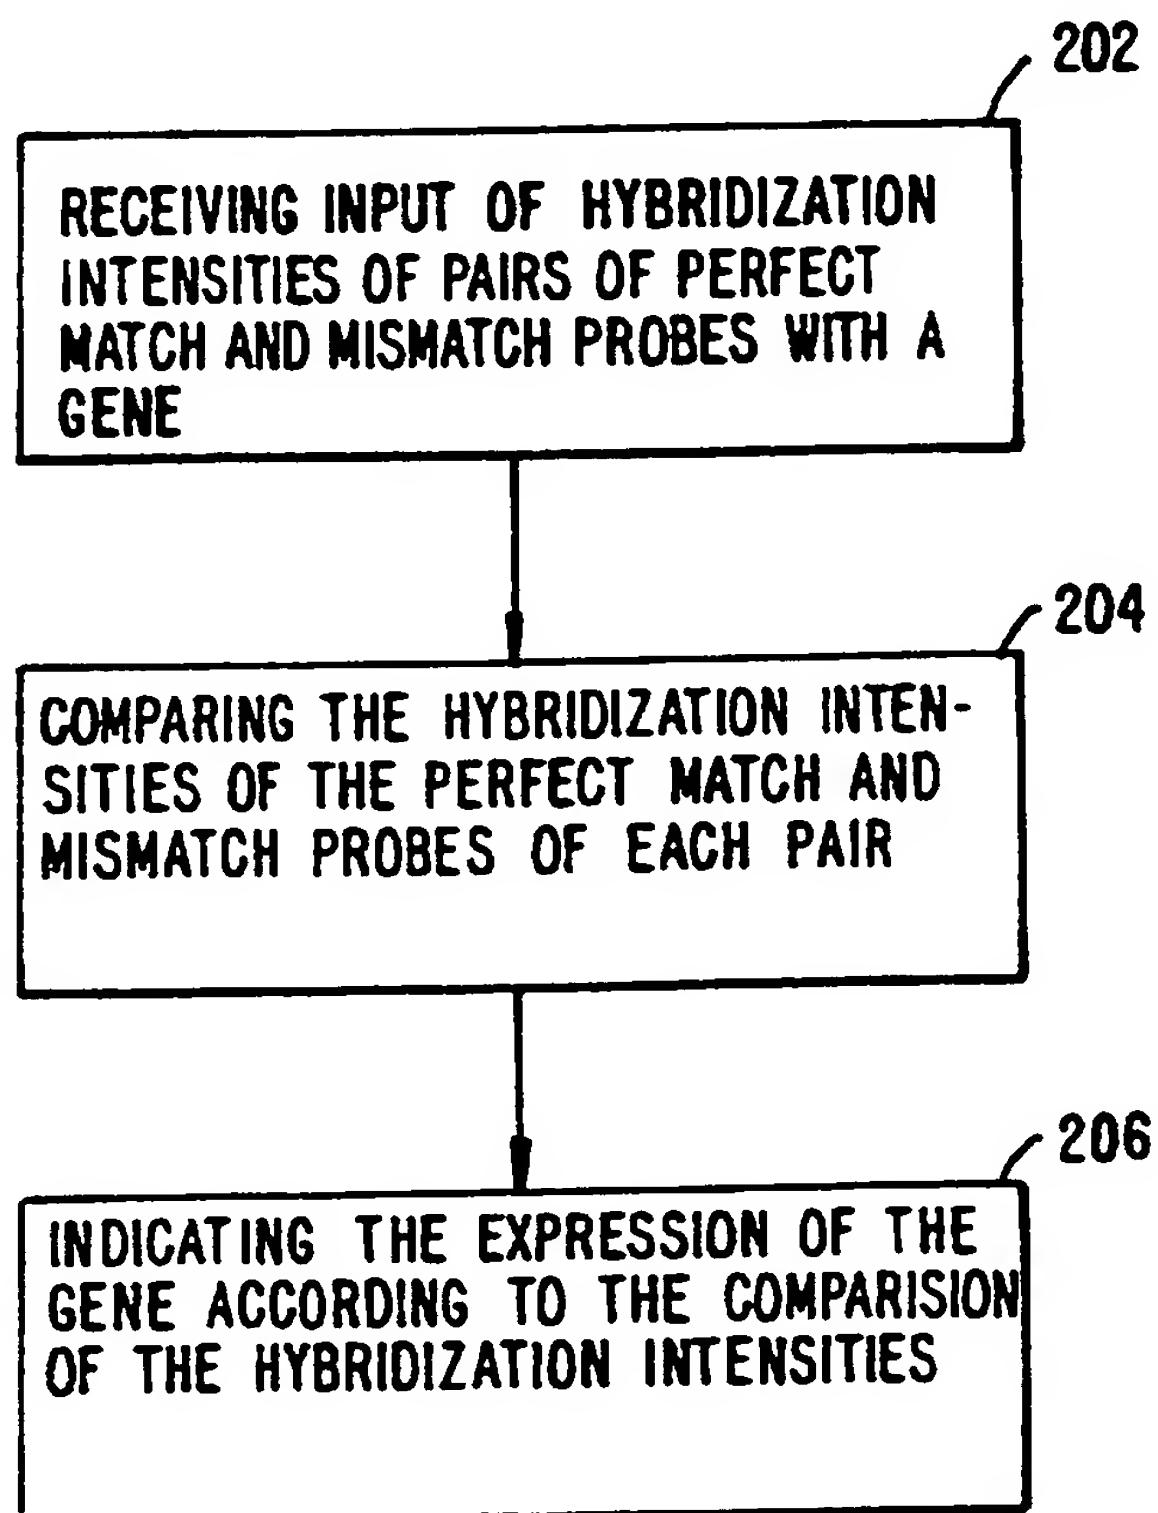 202
RECEIVING INPUT OF HYBRIDIZATION
INTENSITIES OF PAIRS OF PERFECT
MATCH AND MISMATCH PROBES WITH A
GENE
204
COMPARING THE HYBRIDIZATION INTEN-
SITIES OF THE PERFECT MATCH AND
MISMATCH PROBES OF EACH PAIR
206
INDICATING THE EXPRESSION OF THE
GENE ACCORDING TO THE COMPARISION
OF THE HYBRIDIZATION INTENSITIES